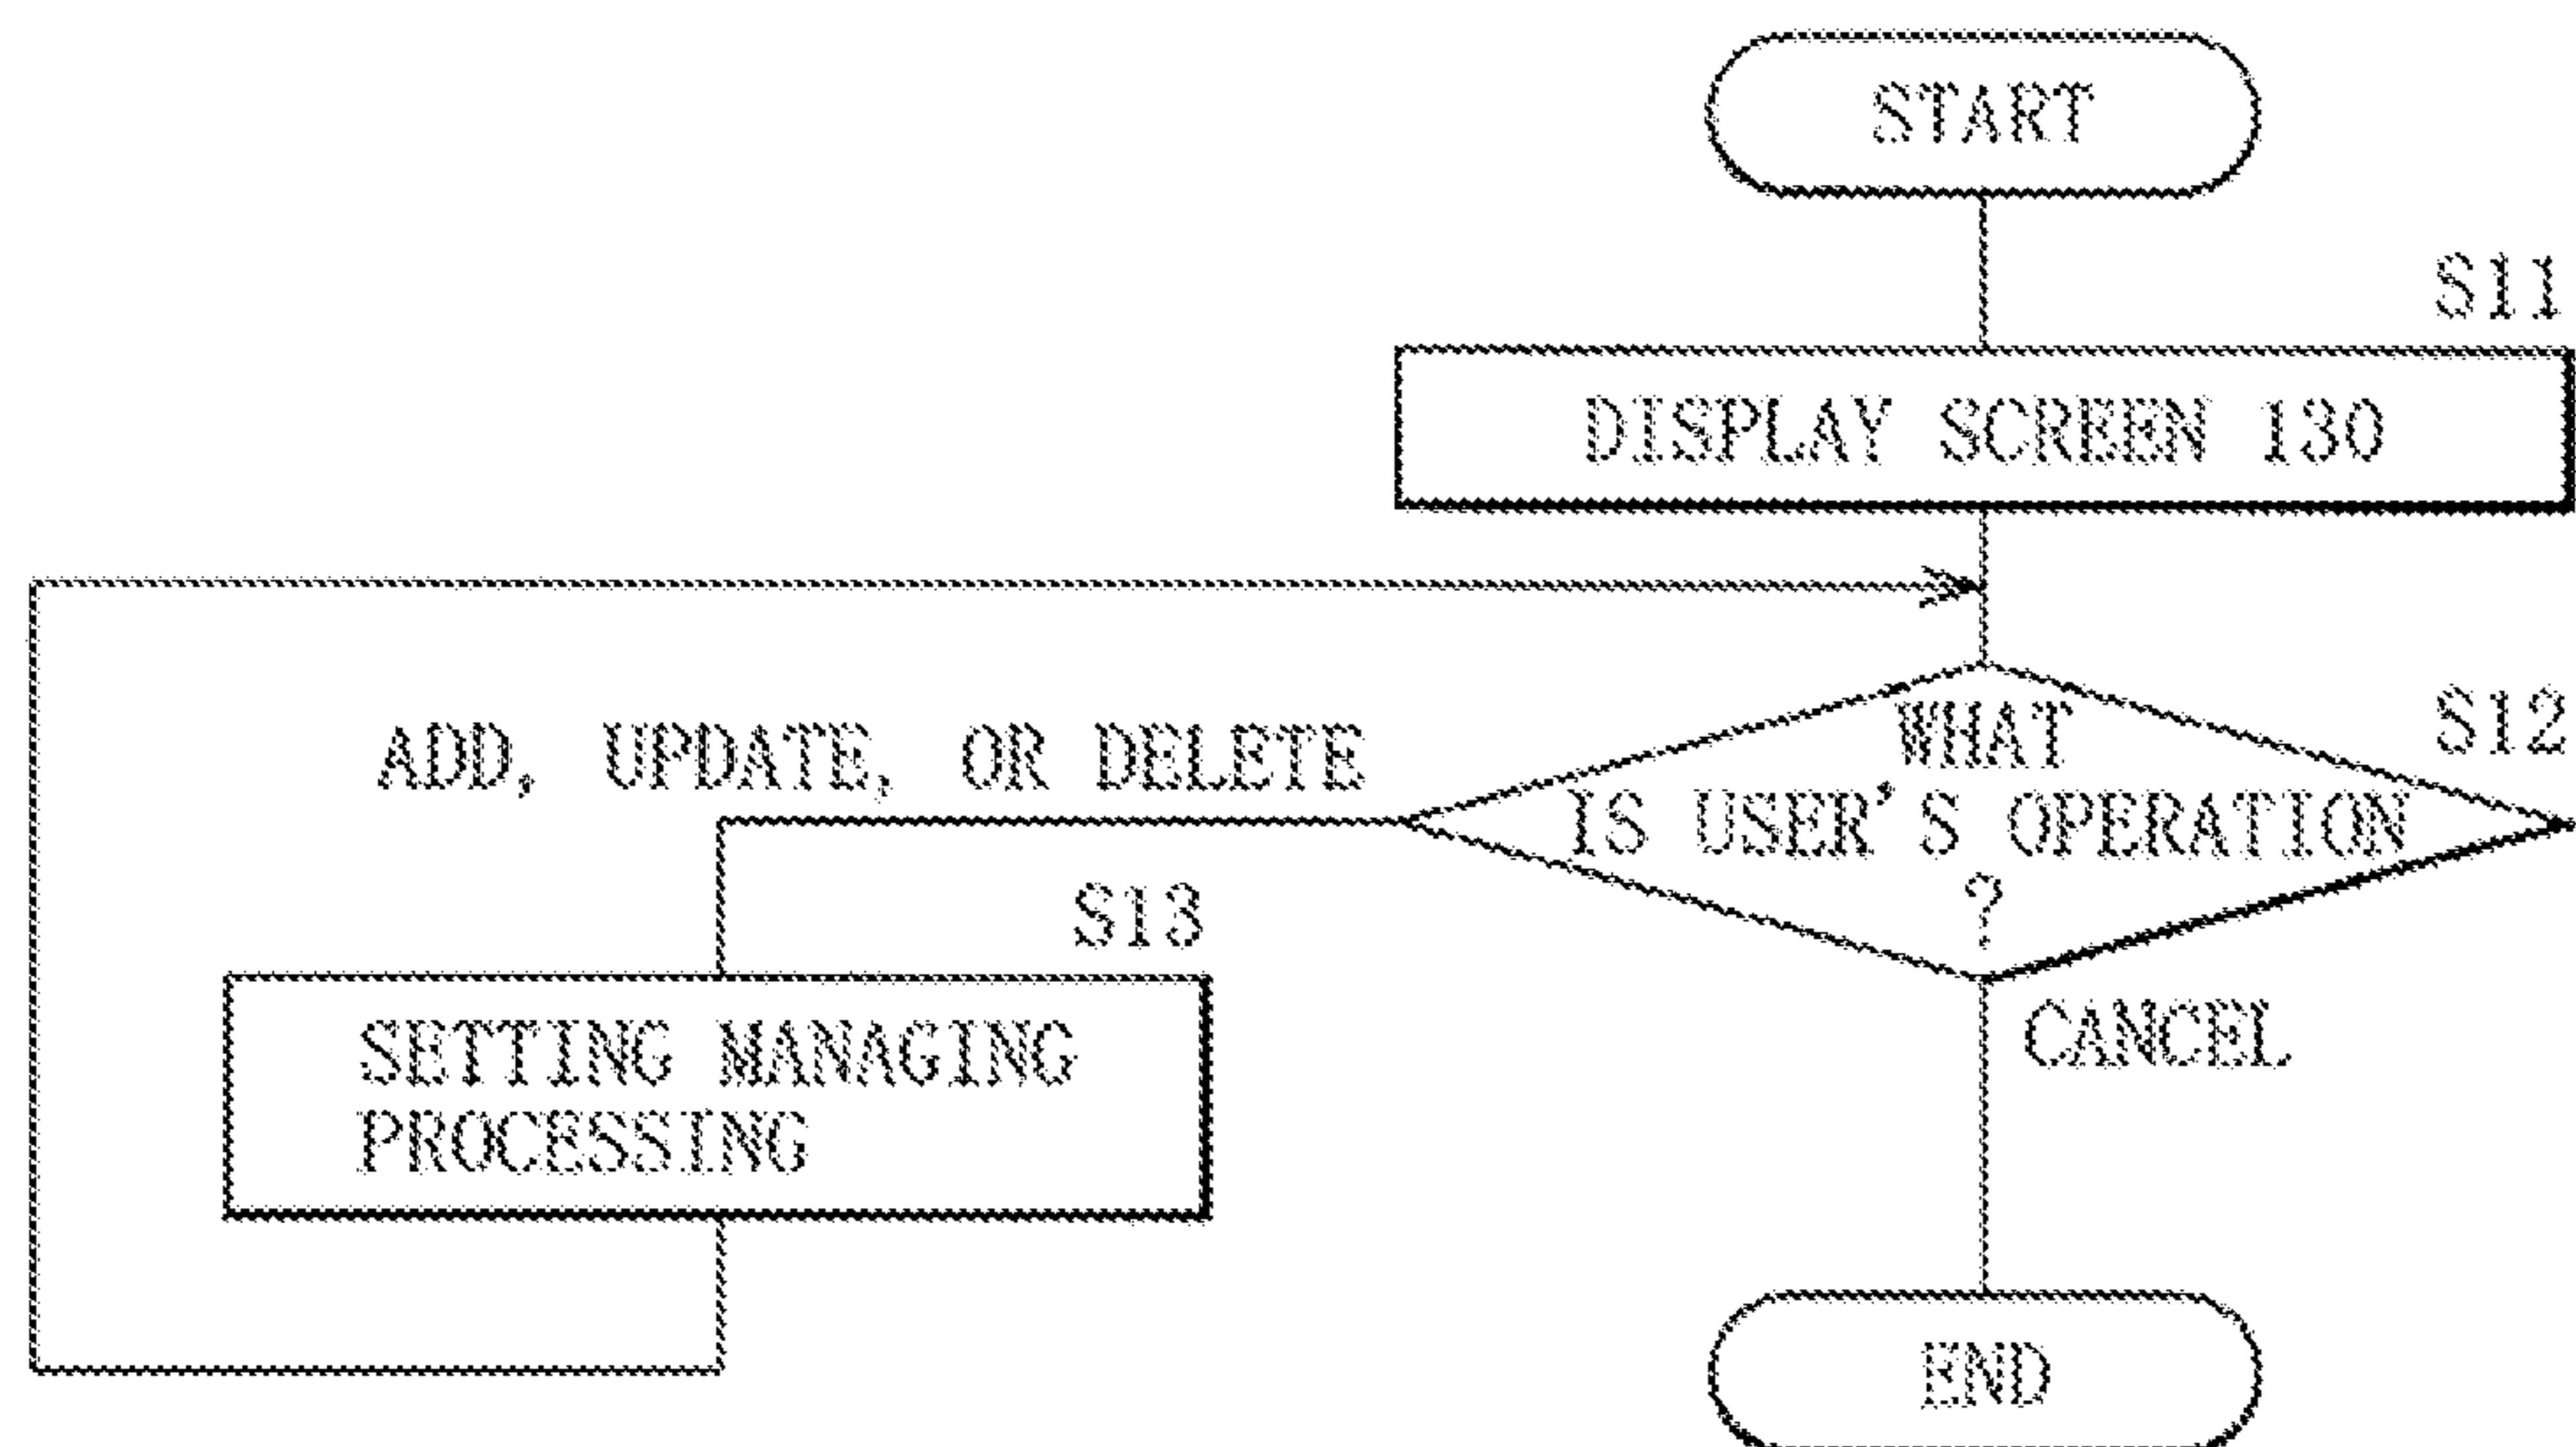 START
S11
DISPLAY SCREEN 130
S12
WHAT
IS USER'S OPERATION
?
ADD, UPDATE, OR DELETE
S13
SETTING MANAGING
PROCESSING
CANCEL
END